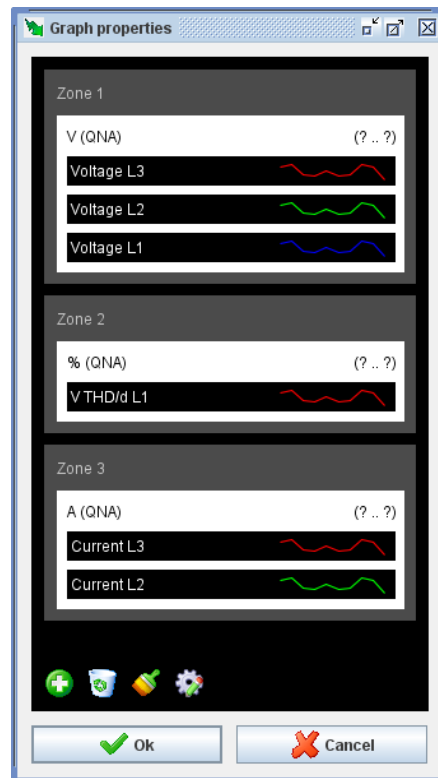 Graph properties
Zone 1
V (QNA) (? .. ?)
Voltage L3
Voltage L2
Voltage L1
Zone 2
% (QNA) (? .. ?)
V THD/d L1
Zone 3
A (QNA) (? .. ?)
Current L3
Current L2
Ok Cancel